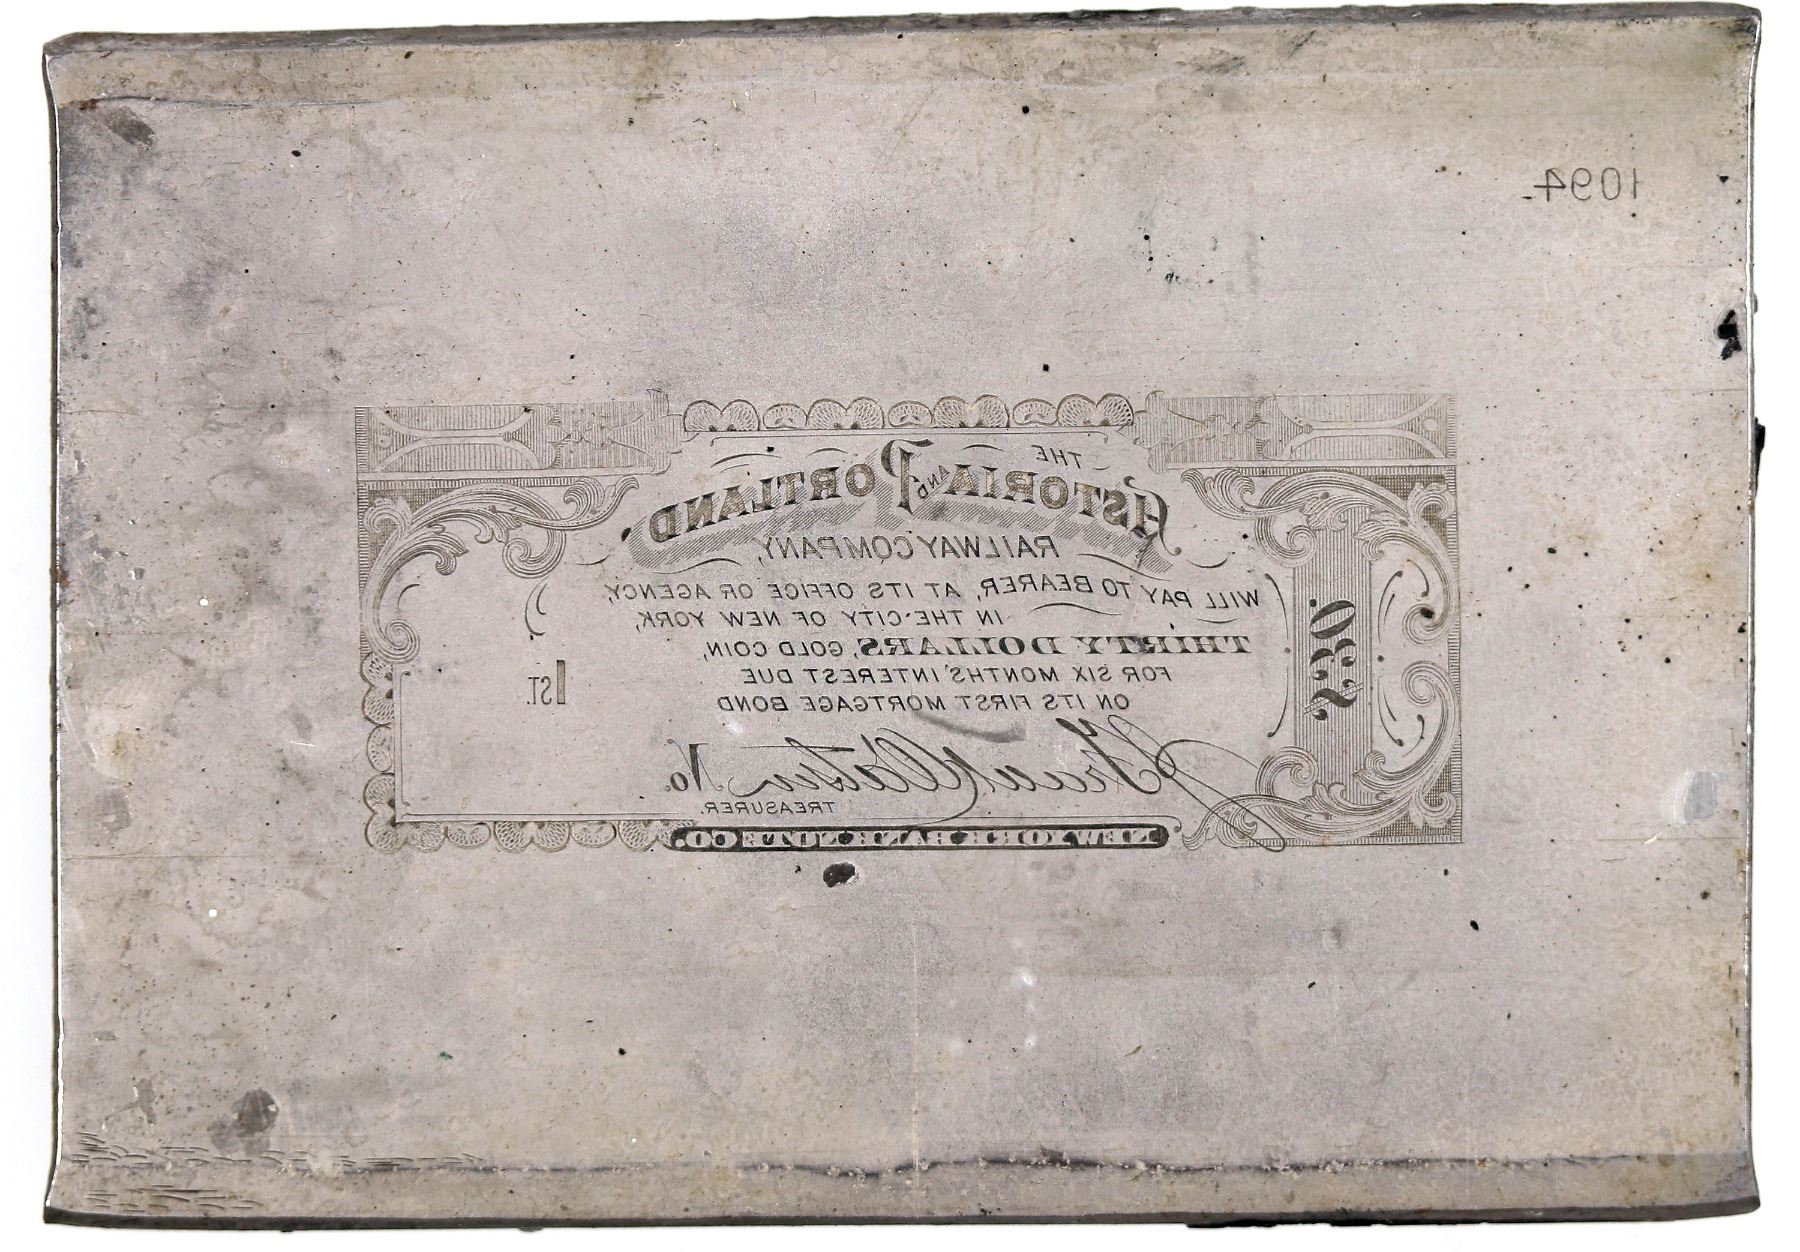 1094
THE
ASTORIA AND PORTLAND
RAILWAY COMPANY,
WILL PAY TO BEARER, AT ITS OFFICE OR AGENCY,
IN THE CITY OF NEW YORK,
THIRTY DOLLARS, GOLD COIN,
FOR SIX MONTHS' INTEREST DUE
ON ITS FIRST MORTGAGE BOND
No.
TREASURER.
$30.
1ST.
NEW YORK BANK NOTE CO.